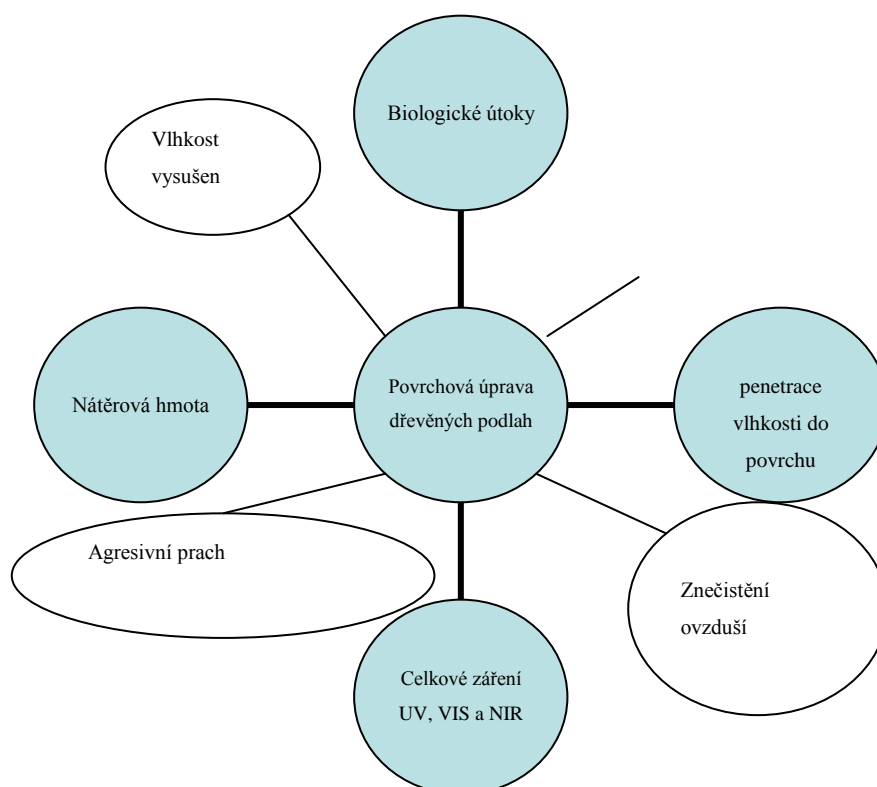 Biologické útoky
Vlhkost
vysušen
Nátěrová hmota
Povrchová úprava
dřevěných podlah
penetrace
vlhkosti do
povrchu
Agresivní prach
Znečistění
ovzduší
Celkové záření
UV, VIS a NIR